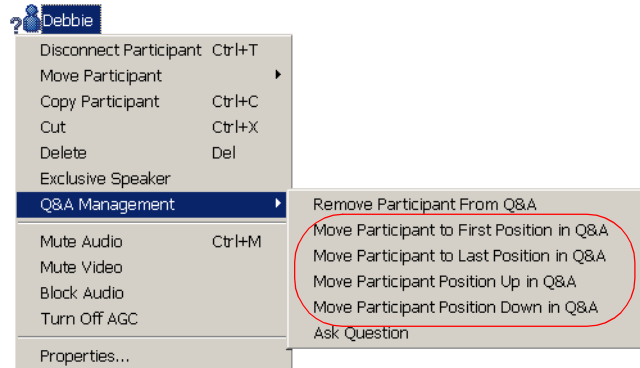 ? Debbie
Disconnect Participant Ctrl+T
Move Participant
Copy Participant Ctrl+C
Cut Ctrl+X
Delete Del
Exclusive Speaker
Q&A Management
Mute Audio Ctrl+M
Mute Video
Block Audio
Turn Off AGC
Properties...
Remove Participant From Q&A
Move Participant to First Position in Q&A
Move Participant to Last Position in Q&A
Move Participant Position Up in Q&A
Move Participant Position Down in Q&A
Ask Question